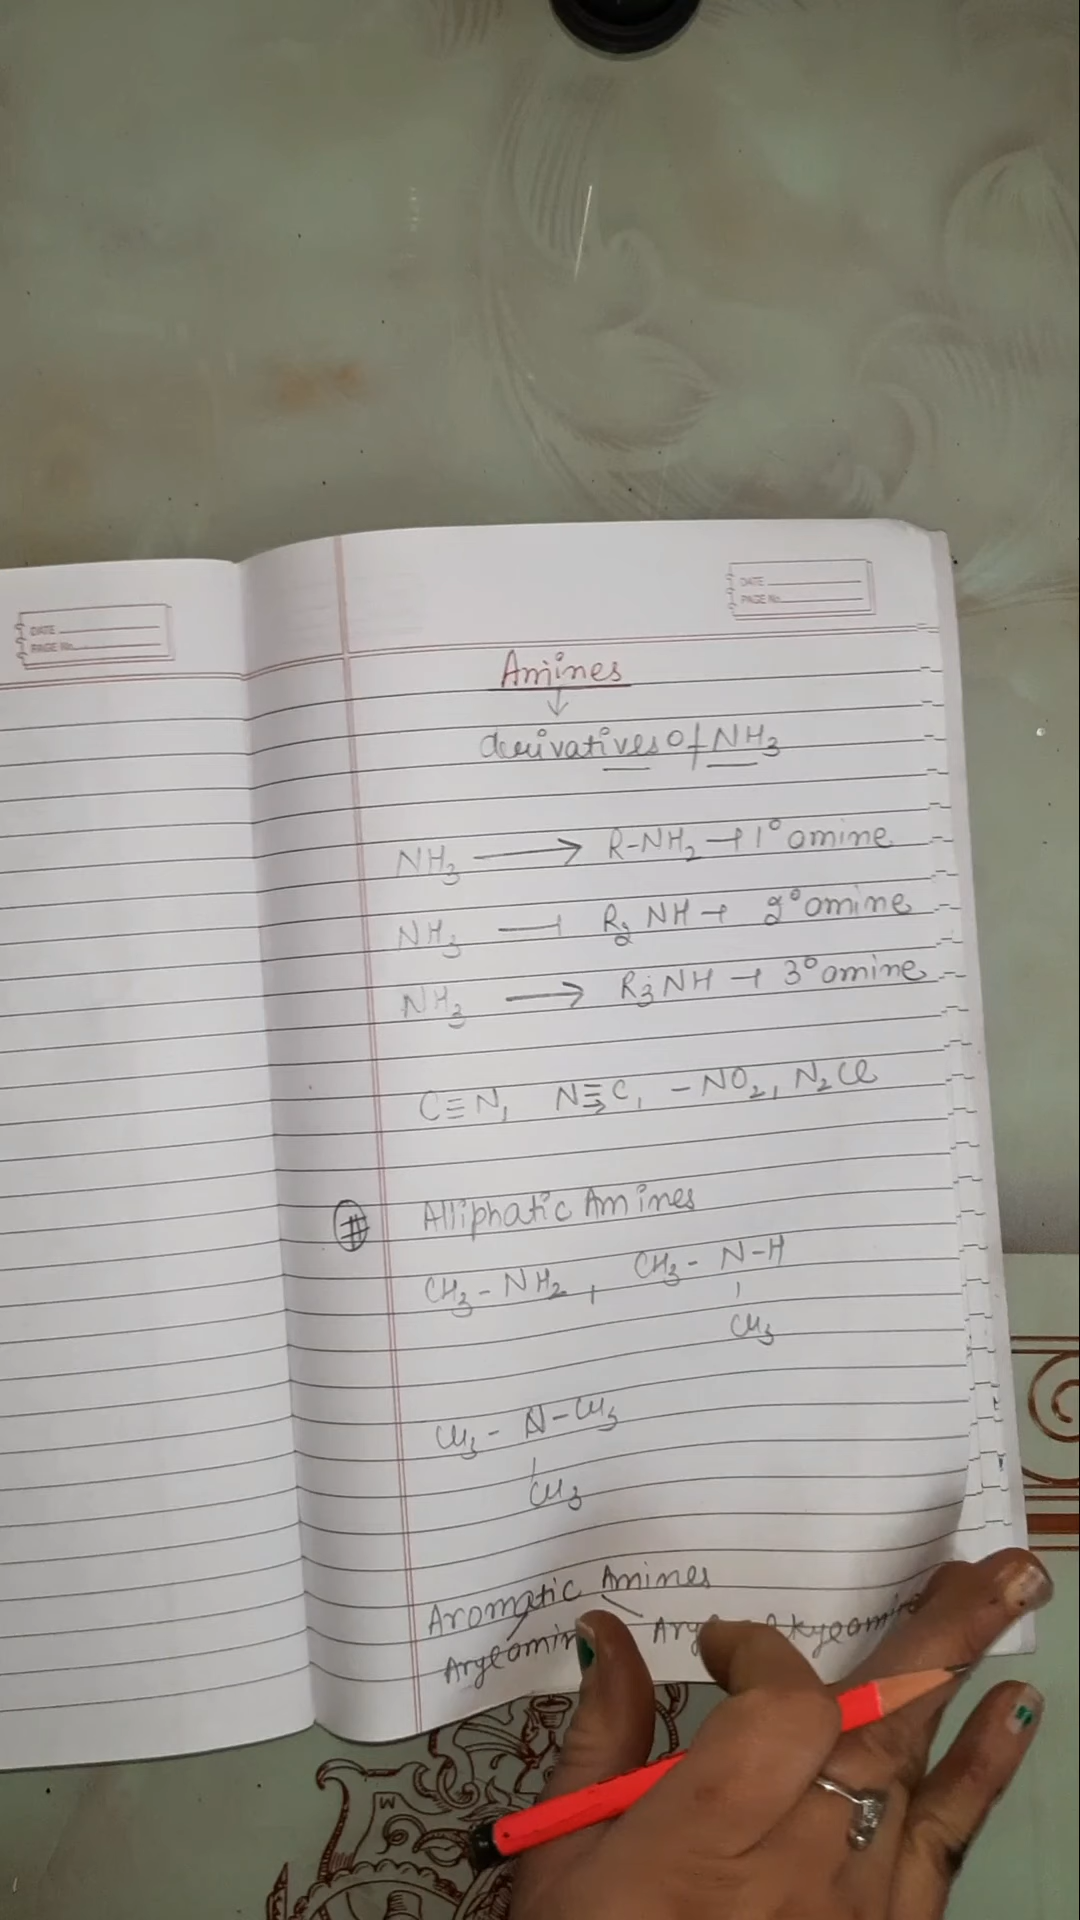 DATE
PAGE No.
DATE
PAGE No.
Amines
↓
derivatives of NH₃
NH₃ → R-NH₂ → 1° amine
NH₃ → R₂ NH → 2° amine
NH₃ → R₃ NH → 3° amine
C≡N, N≡C, -NO₂, N₂Cl
# Alliphatic Amines
CH₃ - NH₂ , CH₃ - N-H
CH₃
CH₃ - N - CH₃
CH₃
Aromatic Amines
M